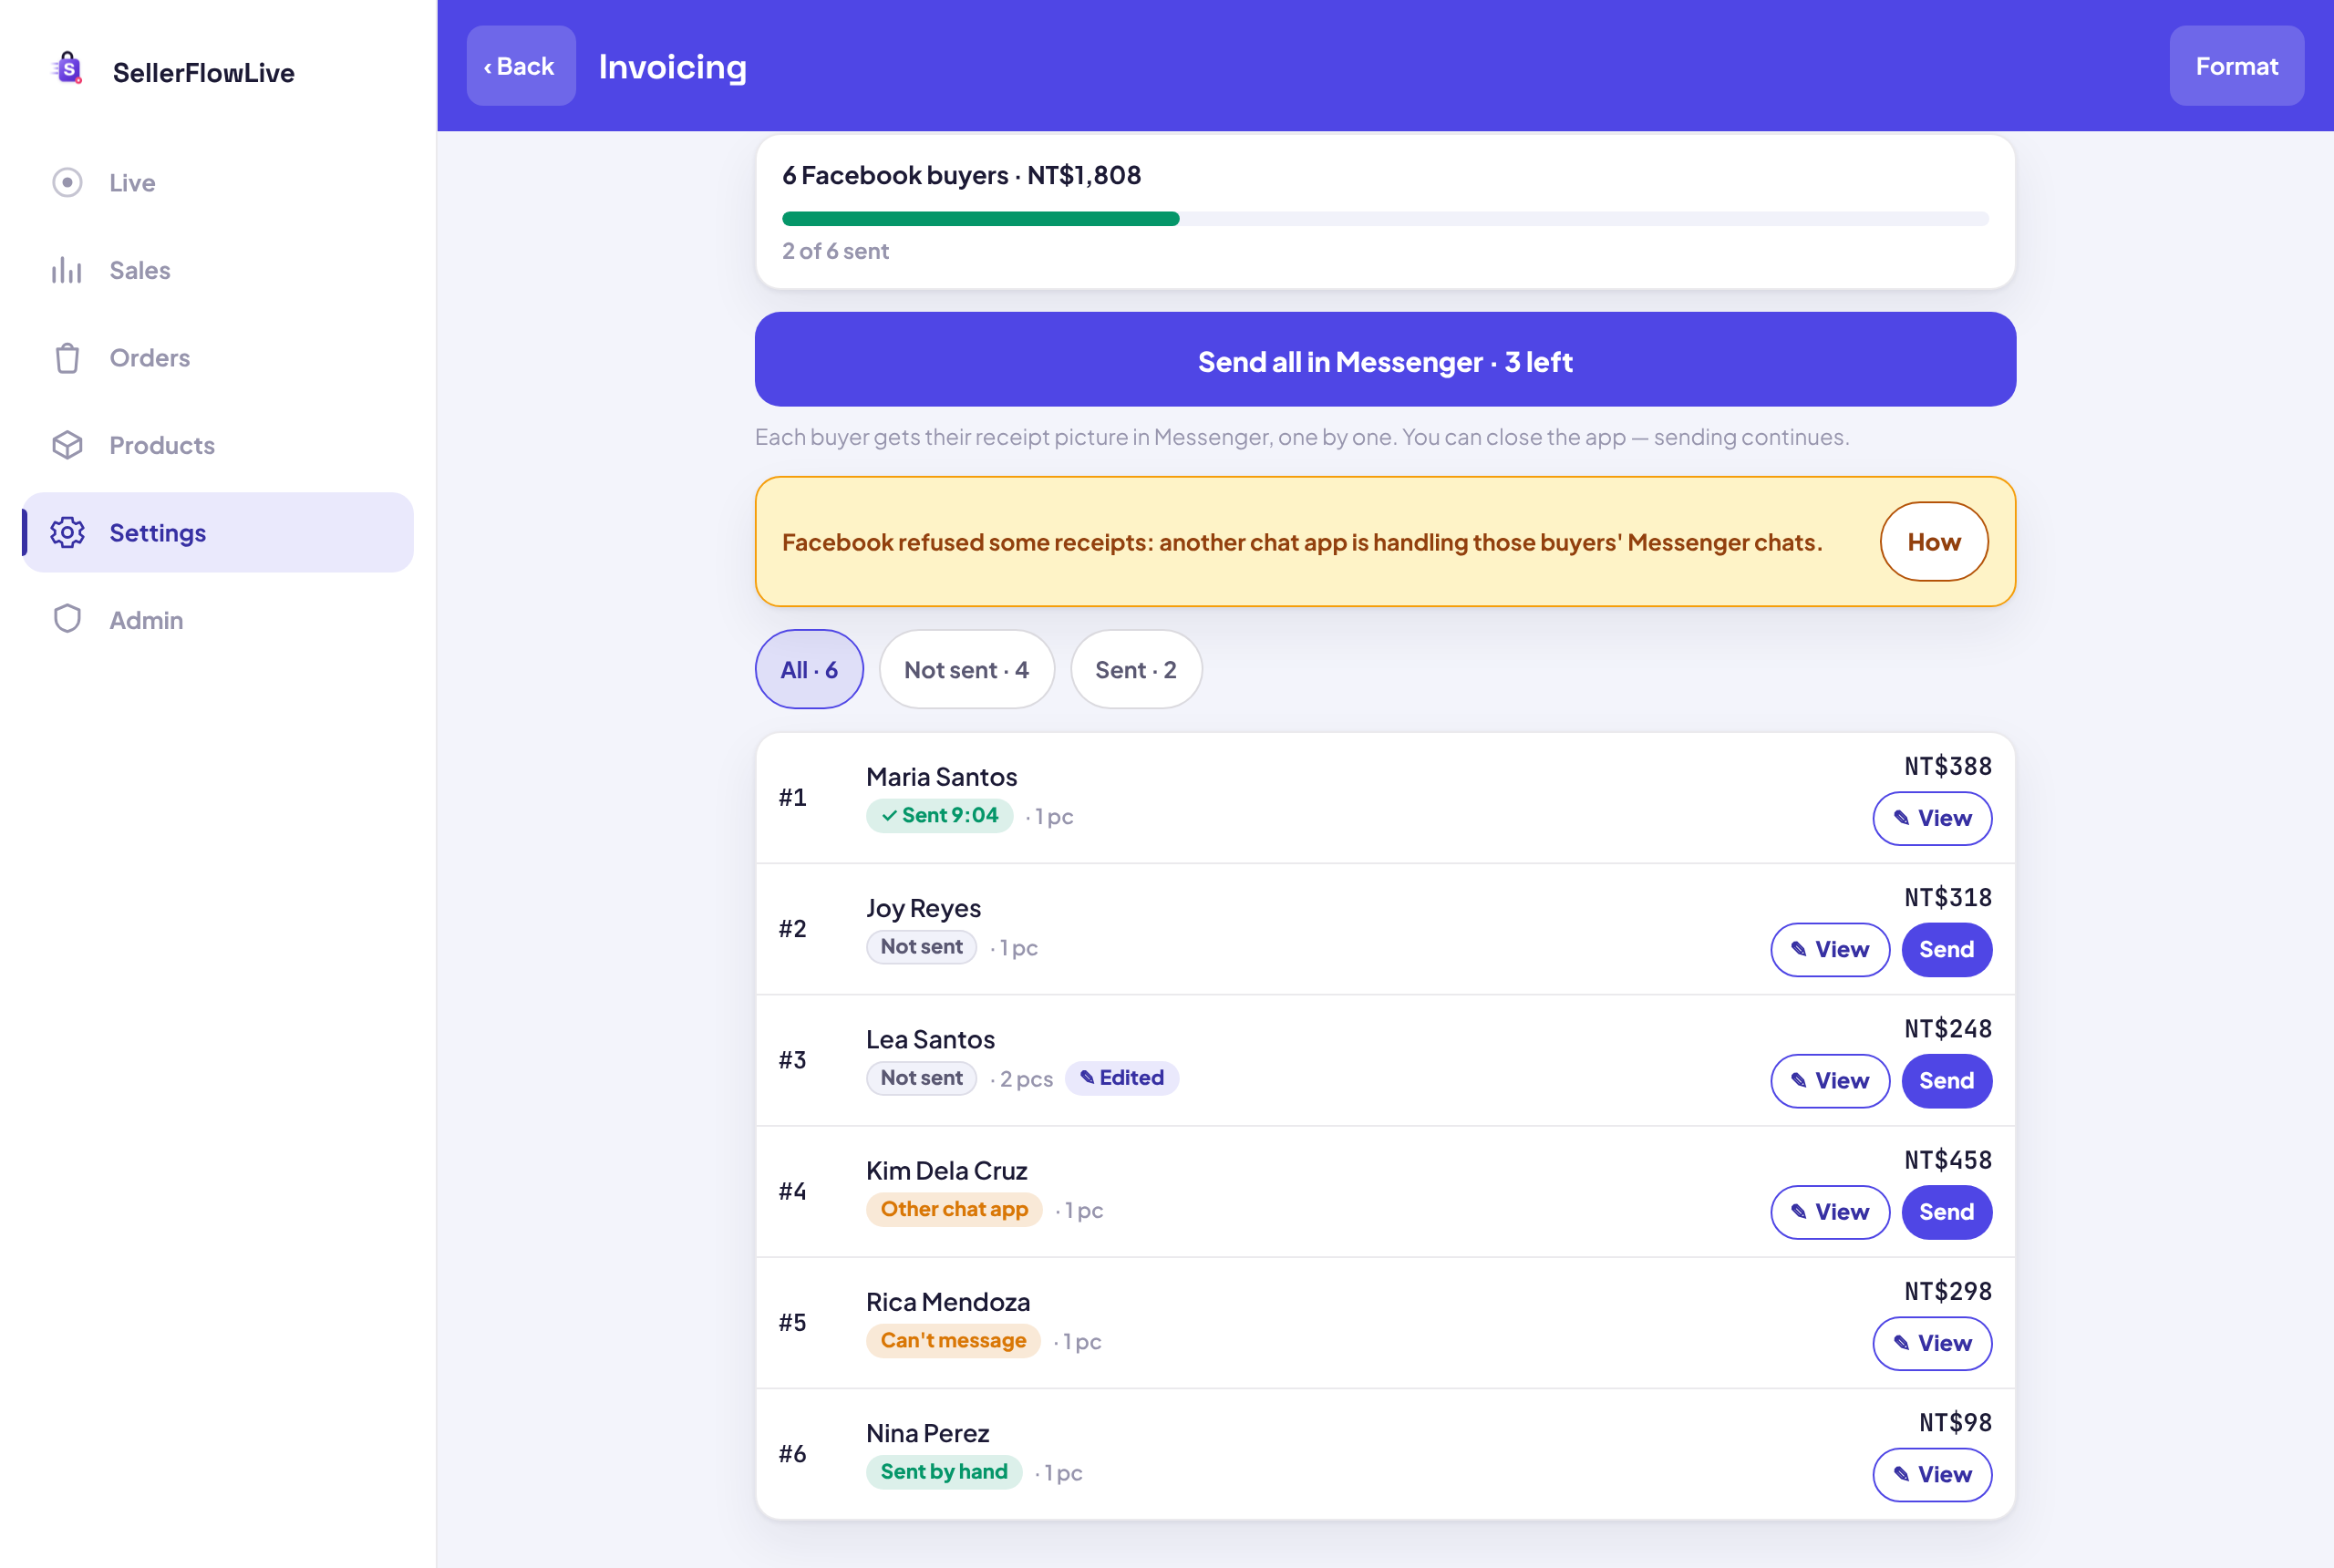 SellerFlowLive
Live
Sales
Orders
Products
Settings
Admin
‹ Back
Invoicing
Format
6 Facebook buyers · NT$1,808
2 of 6 sent
Send all in Messenger · 3 left
Each buyer gets their receipt picture in Messenger, one by one. You can close the app — sending continues.
Facebook refused some receipts: another chat app is handling those buyers' Messenger chats.
How
All · 6
Not sent · 4
Sent · 2
#1
Maria Santos
✓ Sent 9:04 · 1 pc
NT$388
✎ View
#2
Joy Reyes
Not sent · 1 pc
NT$318
✎ View
Send
#3
Lea Santos
Not sent · 2 pcs ✎ Edited
NT$248
✎ View
Send
#4
Kim Dela Cruz
Other chat app · 1 pc
NT$458
✎ View
Send
#5
Rica Mendoza
Can't message · 1 pc
NT$298
✎ View
#6
Nina Perez
Sent by hand · 1 pc
NT$98
✎ View